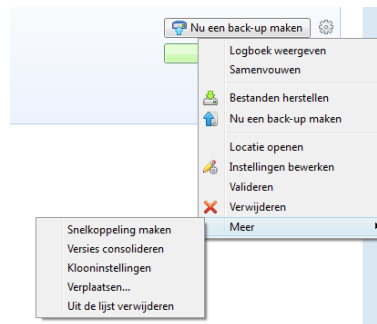 Nu een back-up maken
Logboek weergeven
Samenvouwen
Bestanden herstellen
Nu een back-up maken
Locatie openen
Instellingen bewerken
Valideren
Verwijderen
Meer
Snelkoppeling maken
Versies consolideren
Klooninstellingen
Verplaatsen...
Uit de lijst verwijderen